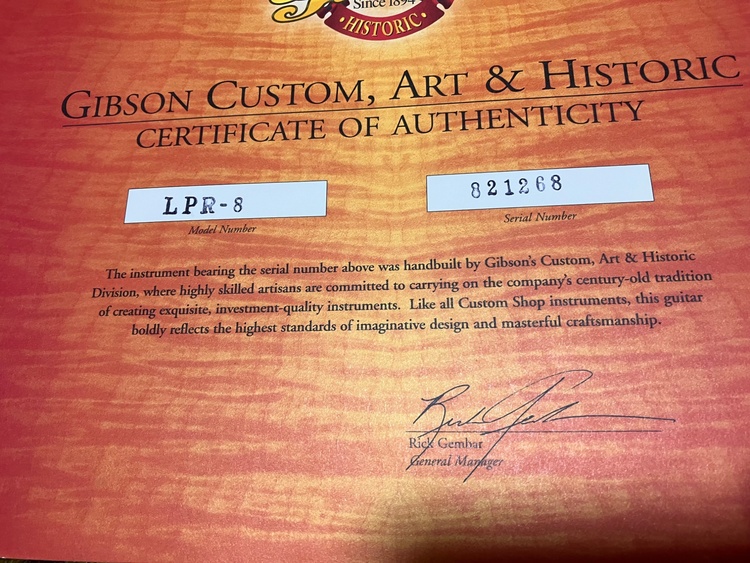 Since 1894
• HISTORIC •
GIBSON CUSTOM, ART & HISTORIC
CERTIFICATE OF AUTHENTICITY
LPR-8
821268
Model Number
Serial Number
The instrument bearing the serial number above was handbuilt by Gibson's Custom, Art & Historic
Division, where highly skilled artisans are committed to carrying on the company's century-old tradition
of creating exquisite, investment-quality instruments. Like all Custom Shop instruments, this guitar
boldly reflects the highest standards of imaginative design and masterful craftsmanship.
Rick Gembar
General Manager